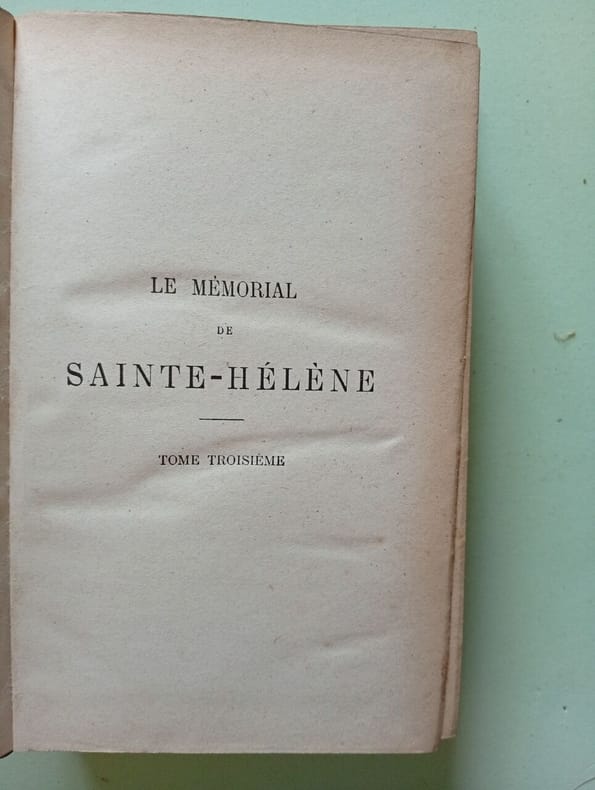 LE MÉMORIAL
DE
SAINTE-HÉLÈNE
TOME TROISIÈME